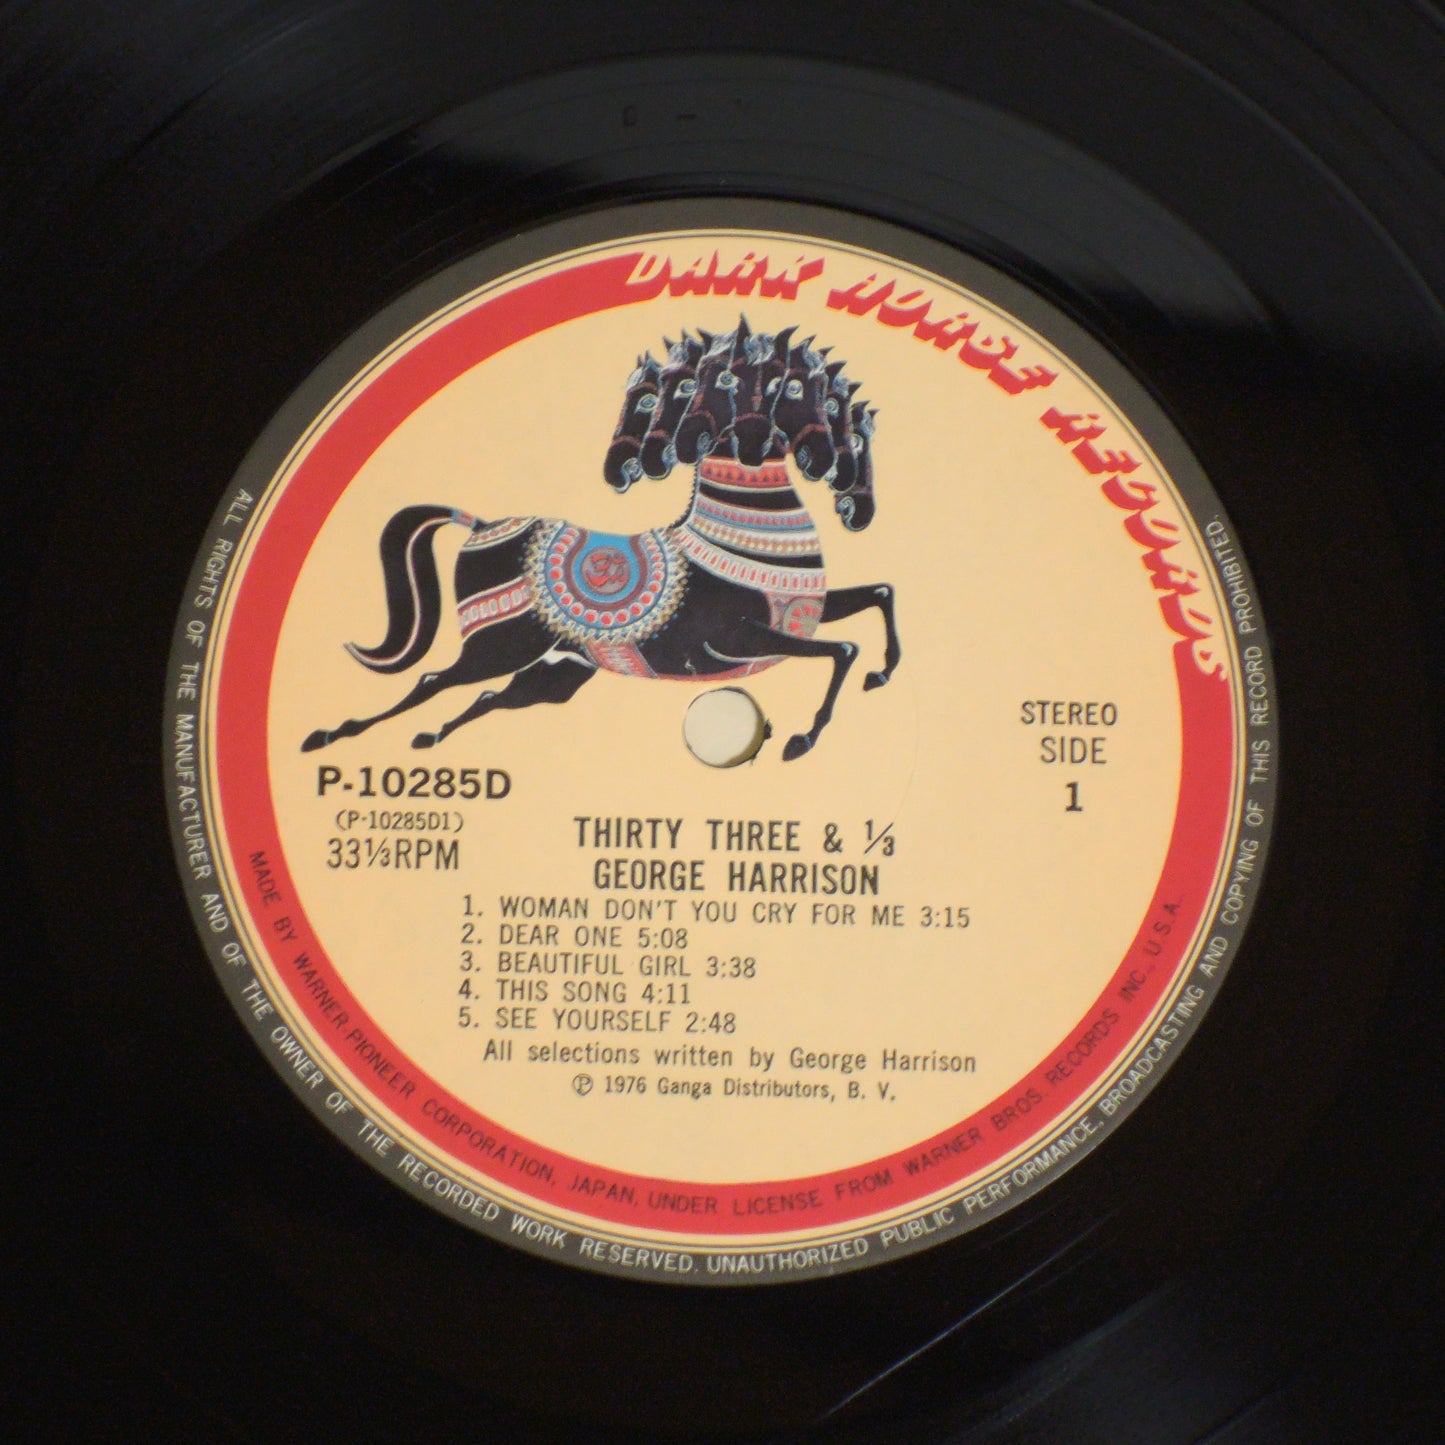 DARK HORSE RECORDS
STEREO
SIDE
1
P-10285D
(P·10285D1)
33⅓RPM
THIRTY THREE & ⅓
GEORGE HARRISON
1. WOMAN DON'T YOU CRY FOR ME 3:15
2. DEAR ONE 5:08
3. BEAUTIFUL GIRL 3:38
4. THIS SONG 4:11
5. SEE YOURSELF 2:48
All selections written by George Harrison
℗ 1976 Ganga Distributors, B. V.
MADE BY WARNER-PIONEER CORPORATION, JAPAN, UNDER LICENSE FROM WARNER BROS. RECORDS INC., U.S.A.
ALL RIGHTS OF THE MANUFACTURER AND OF THE OWNER OF THE RECORDED WORK RESERVED. UNAUTHORIZED PUBLIC PERFORMANCE, BROADCASTING AND COPYING OF THIS RECORD PROHIBITED.